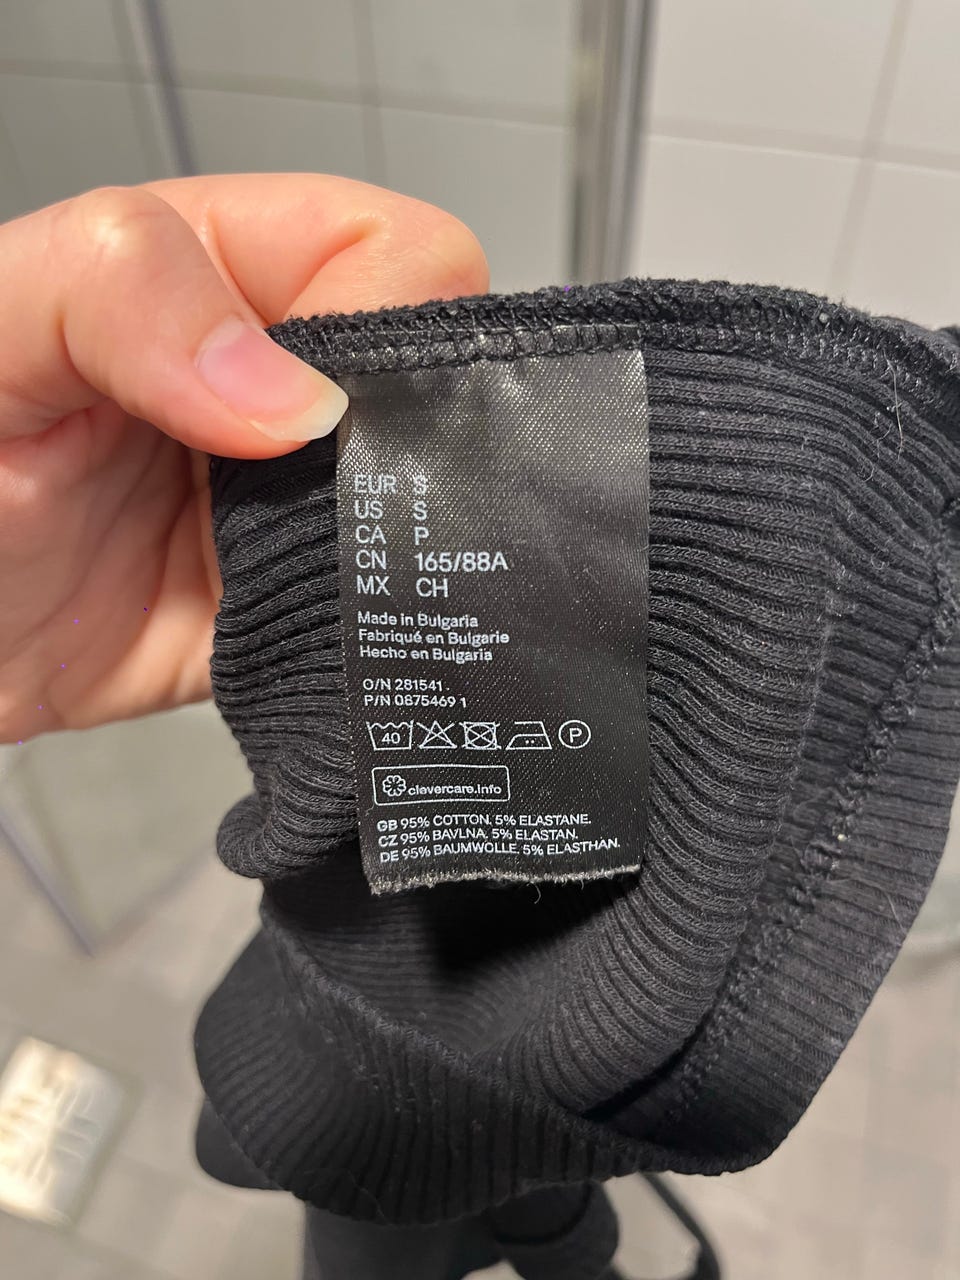 EUR S
US S
CA P
CN 165/88A
MX CH
Made in Bulgaria
Fabriqué en Bulgarie
Hecho en Bulgaria
O/N 281541
P/N 0875469 1
40 P
clevercare.info
GB 95% COTTON. 5% ELASTANE.
CZ 95% BAVLNA. 5% ELASTAN.
DE 95% BAUMWOLLE. 5% ELASTHAN.